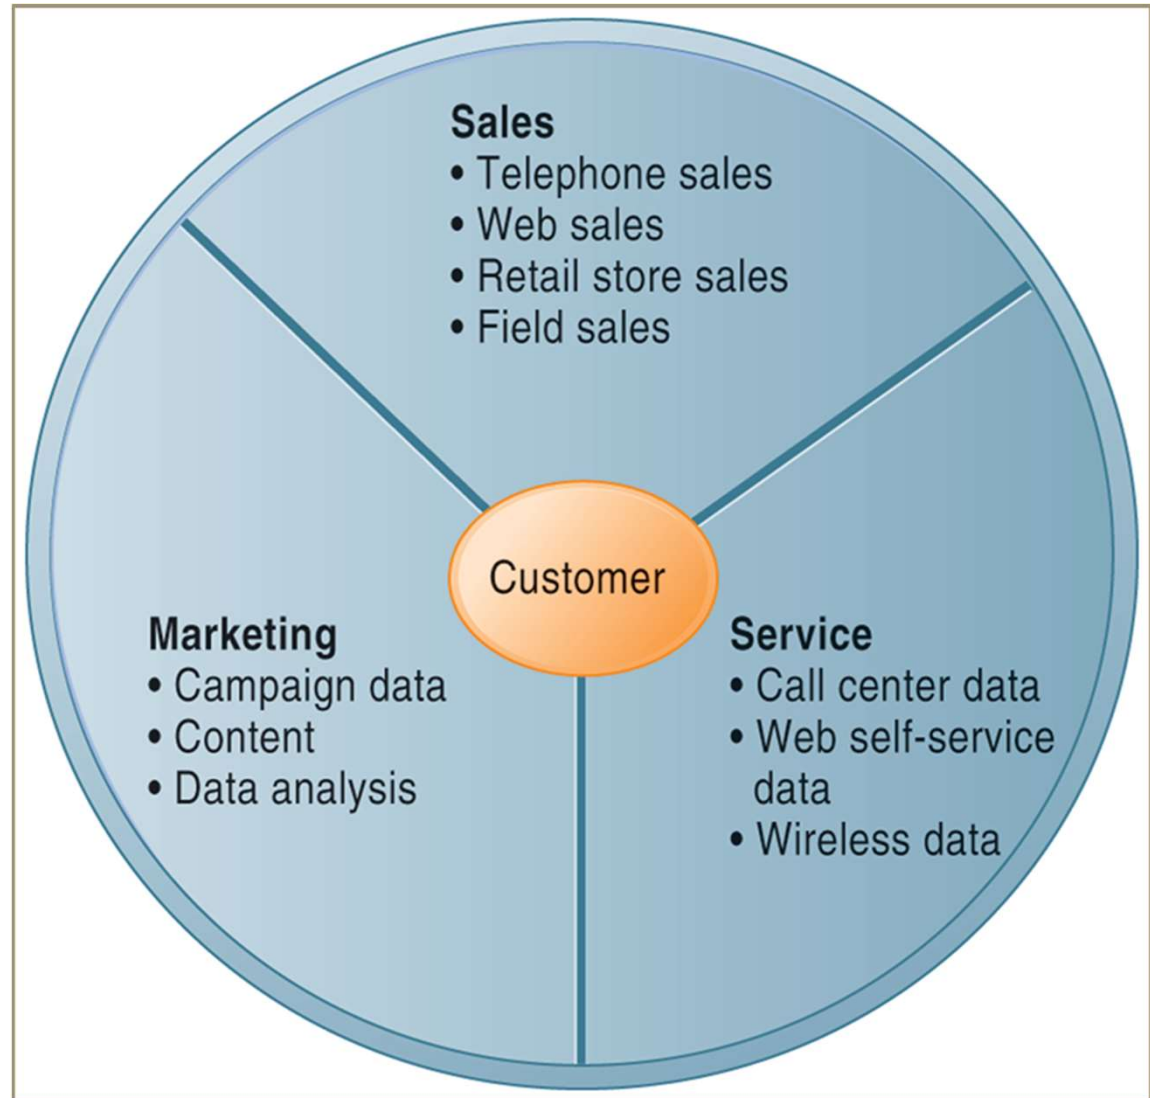 Sales
• Telephone sales
• Web sales
• Retail store sales
• Field sales
Customer
Marketing
• Campaign data
• Content
• Data analysis
Service
• Call center data
• Web self-service
data
• Wireless data